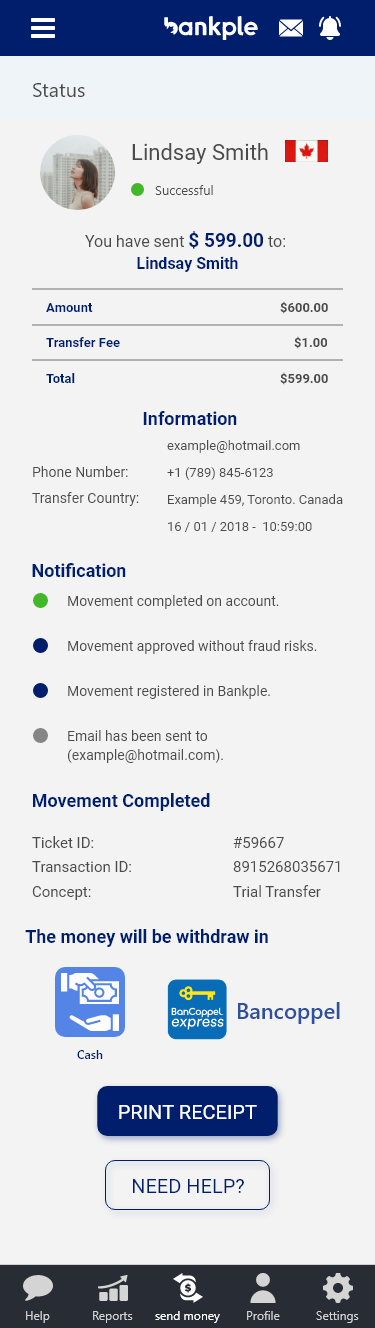 bankple
Status
Lindsay Smith
Successful
You have sent $ 599.00 to:
Lindsay Smith
Amount $600.00
Transfer Fee $1.00
Total $599.00
Information
example@hotmail.com
Phone Number: +1 (789) 845-6123
Transfer Country: Example 459, Toronto. Canada
16 / 01 / 2018 - 10:59:00
Notification
Movement completed on account.
Movement approved without fraud risks.
Movement registered in Bankple.
Email has been sent to
(example@hotmail.com).
Movement Completed
Ticket ID: #59667
Transaction ID: 8915268035671
Concept: Trial Transfer
The money will be withdraw in
BanCoppel
express
Bancoppel
Cash
PRINT RECEIPT
NEED HELP?
Help Reports send money Profile Settings